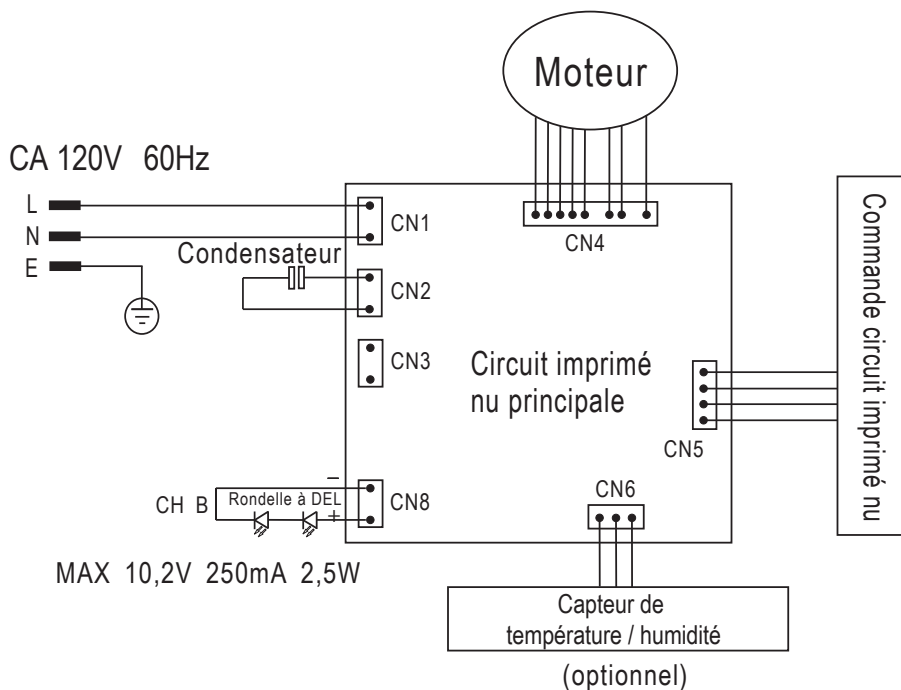 Moteur
CA 120V 60Hz
L
N
E
CN1
CN4
Condensateur
CN2
CN3
Circuit imprimé
nu principale
CN5
Commande circuit imprimé nu
CN6
CH B
Rondelle à DEL
−
+
CN8
MAX 10,2V 250mA 2,5W
Capteur de
température / humidité
(optionnel)